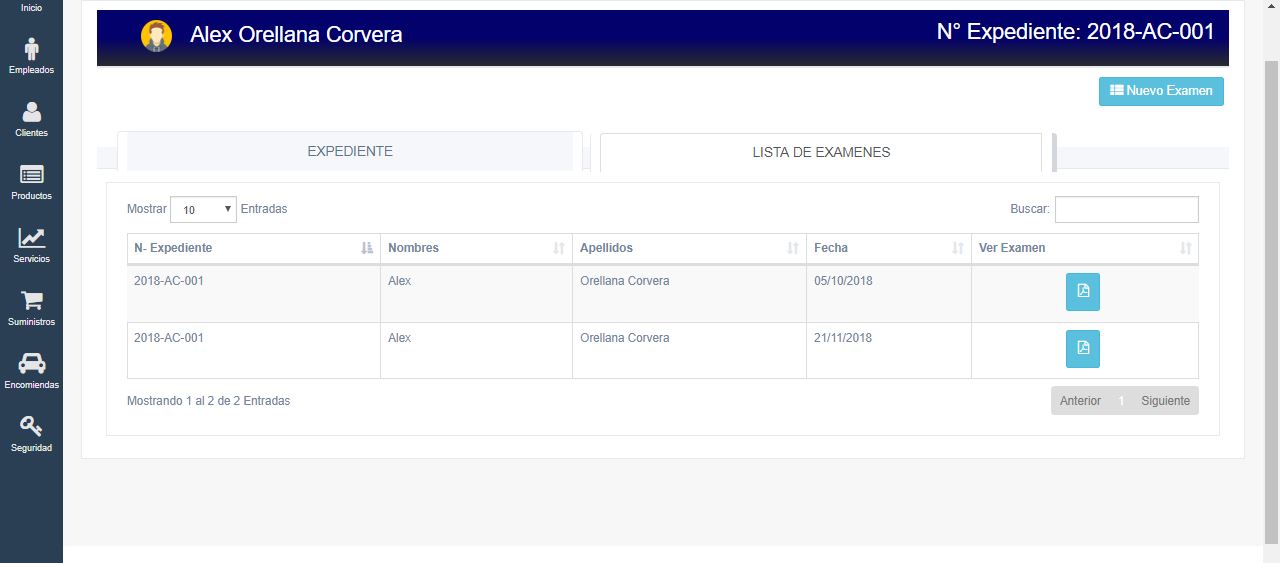 Inicio
Empleados
Clientes
Productos
Servicios
Suministros
Encomiendas
Seguridad
Alex Orellana Corvera
N° Expediente: 2018-AC-001
Nuevo Examen
EXPEDIENTE LISTA DE EXAMENES
Mostrar 10 Entradas Buscar:
N- Expediente Nombres Apellidos Fecha Ver Examen
2018-AC-001 Alex Orellana Corvera 05/10/2018
2018-AC-001 Alex Orellana Corvera 21/11/2018
Mostrando 1 al 2 de 2 Entradas Anterior 1 Siguiente